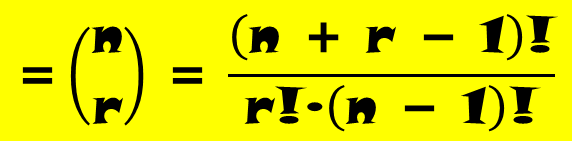 = (n r) = (n + r − 1)! / r!·(n − 1)!